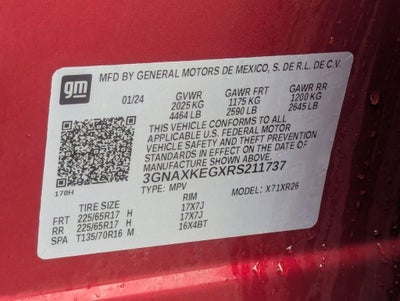 gm
MFD BY GENERAL MOTORS DE MEXICO, S. DE R.L. DE C.V.
01/24 GVWR GAWR FRT GAWR RR
2025 KG 1175 KG 1200 KG
4464 LB 2590 LB 2645 LB
THIS VEHICLE CONFORMS TO ALL
APPLICABLE U.S. FEDERAL MOTOR
VEHICLE SAFETY AND THEFT PREVENTION
STANDARDS IN EFFECT ON THE DATE OF
MANUFACTURE SHOWN ABOVE.
3GNAXKEGXRS211737
170H
TYPE: MPV MODEL: X71XR26
TIRE SIZE RIM
FRT 225/65R17 H 17X7J
RR 225/65R17 H 17X7J
SPA T135/70R16 M 16X4BT